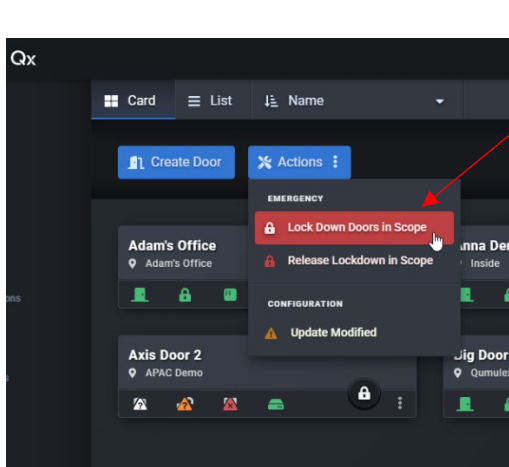 Qx
Card
List
Name
Create Door
Actions
EMERGENCY
Lock Down Doors in Scope
Release Lockdown in Scope
CONFIGURATION
Update Modified
Adam's Office
Adam's Office
Inside
Axis Door 2
APAC Demo
Door